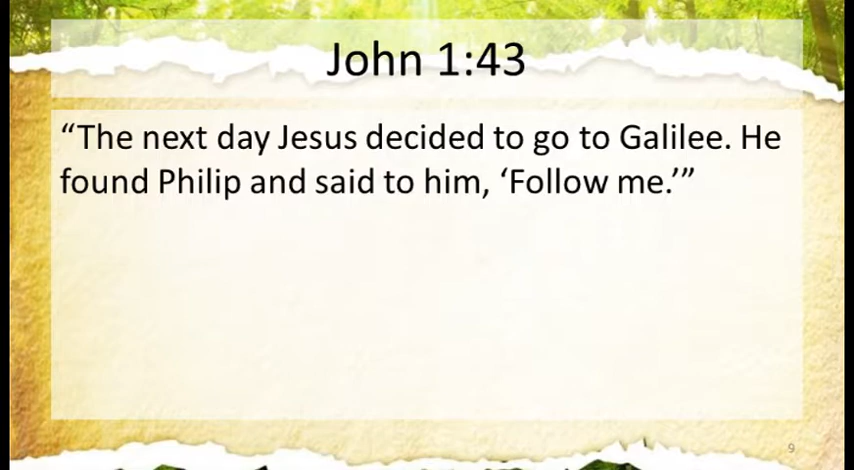 John 1:43
“The next day Jesus decided to go to Galilee. He
found Philip and said to him, ‘Follow me.’”
9